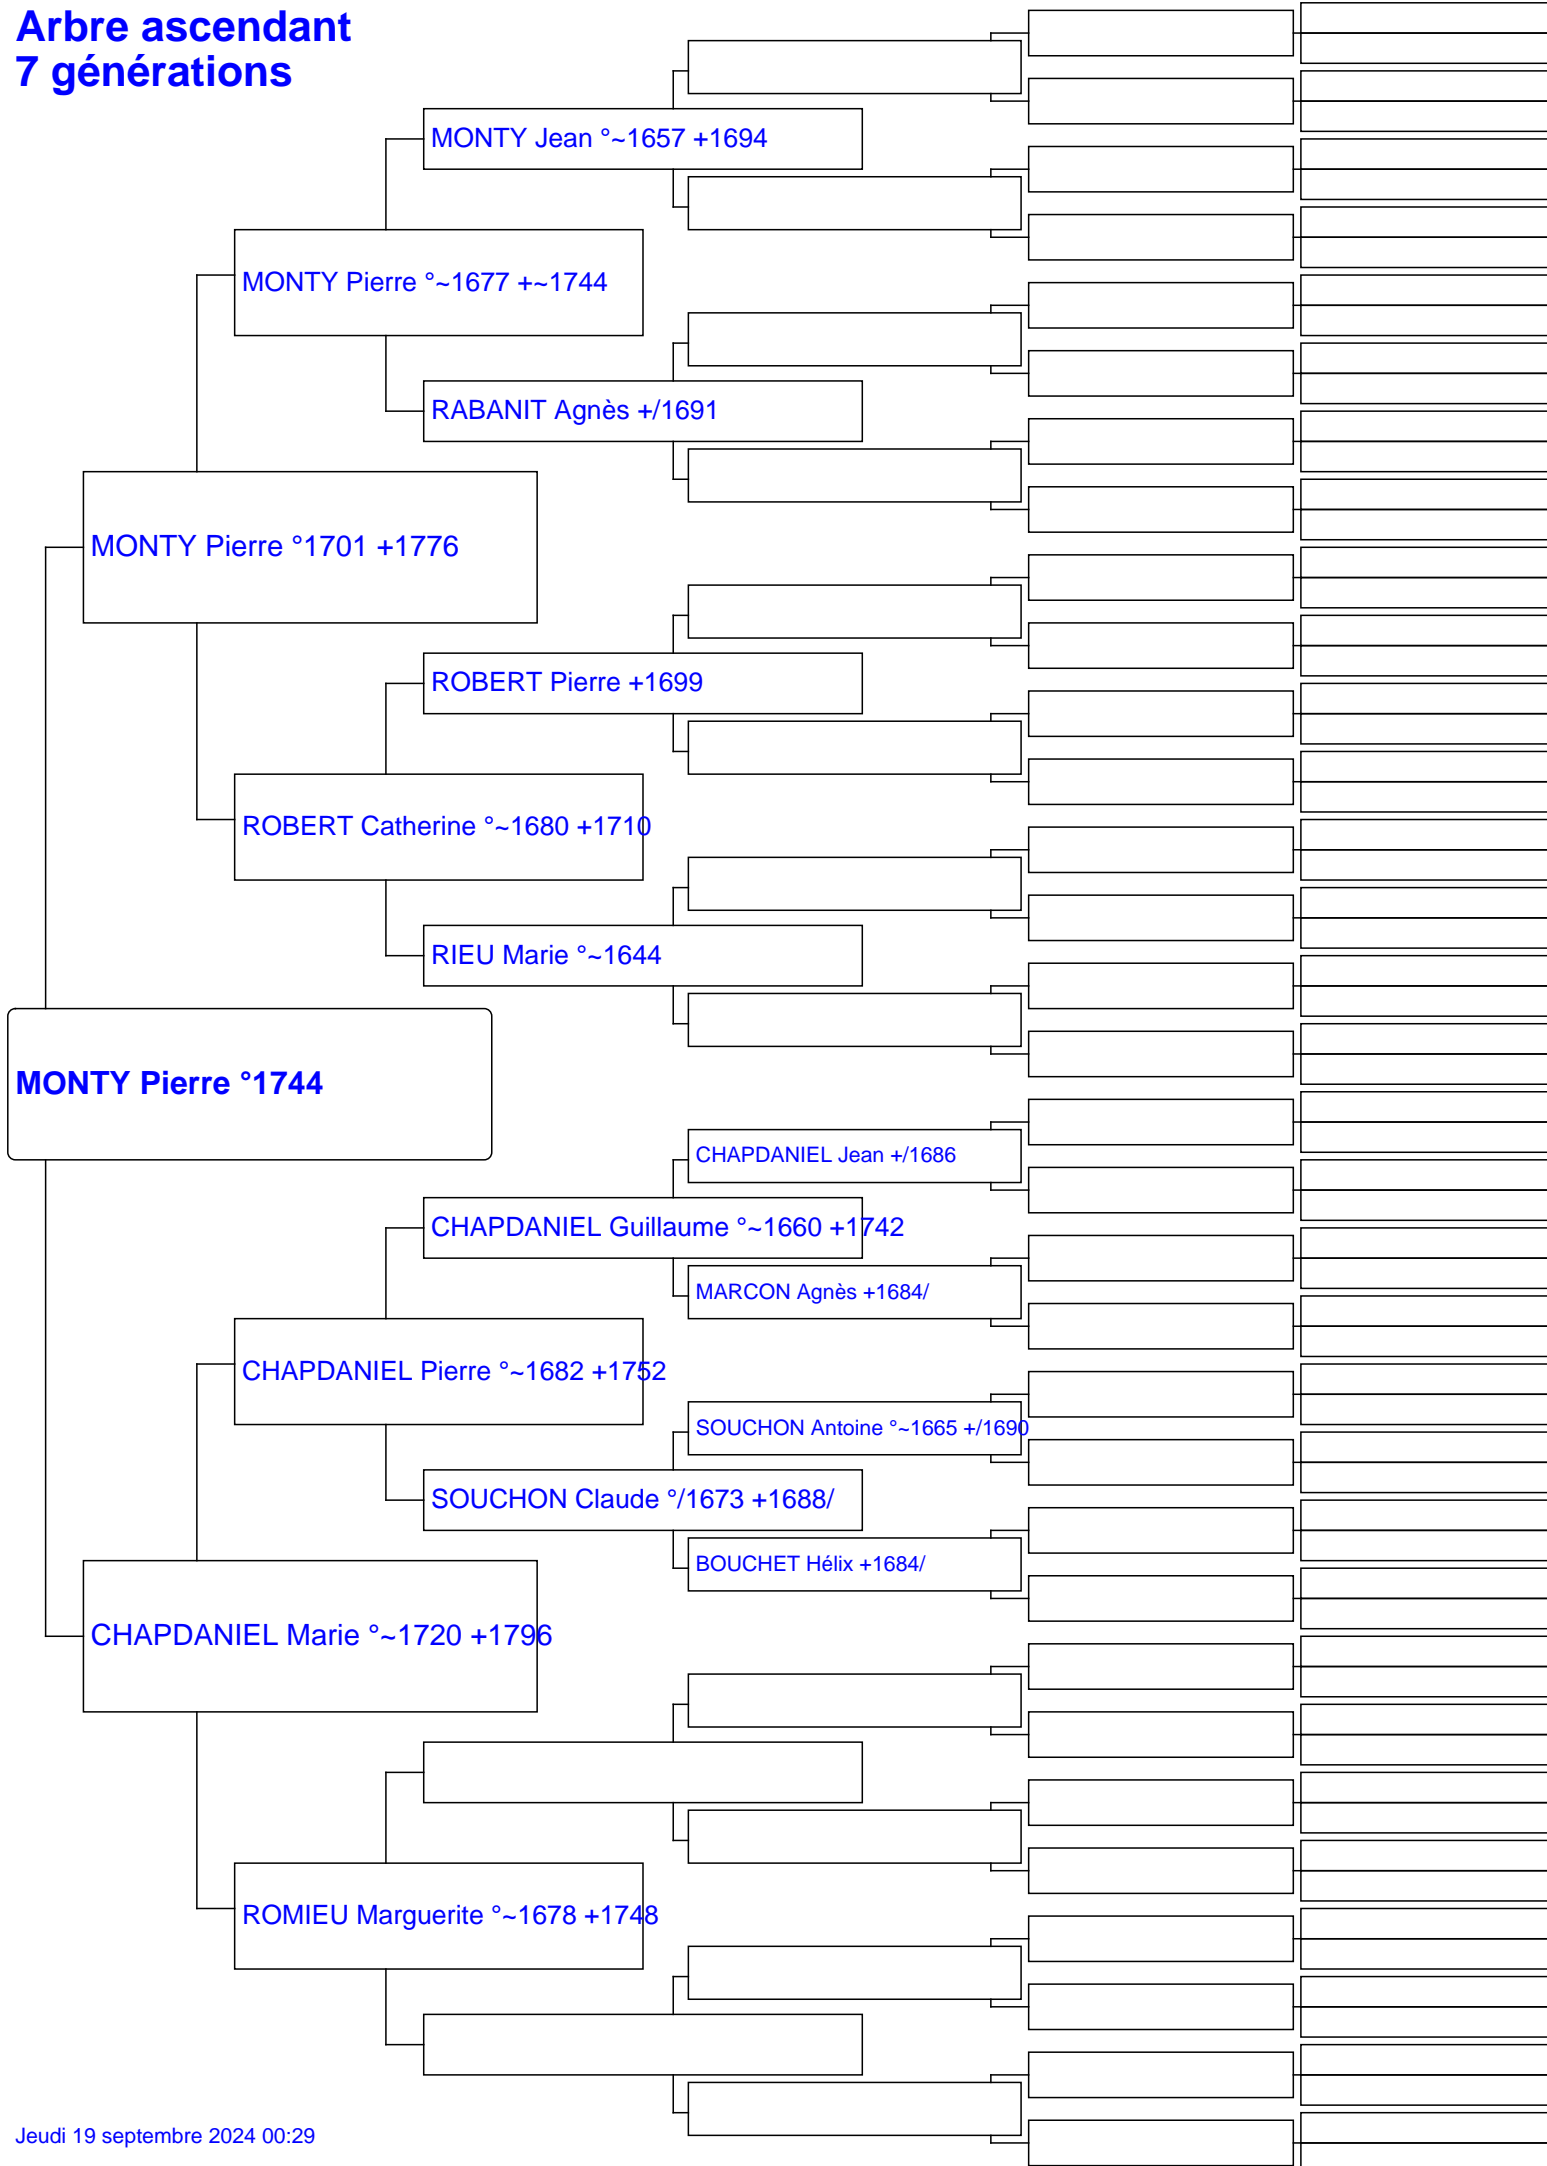 Arbre ascendant
7 générations
MONTY Jean °~1657 +1694
MONTY Pierre °~1677 +~1744
RABANIT Agnès +/1691
MONTY Pierre °1701 +1776
ROBERT Pierre +1699
ROBERT Catherine °~1680 +1710
RIEU Marie °~1644
MONTY Pierre °1744
CHAPDANIEL Jean +/1686
CHAPDANIEL Guillaume °~1660 +1742
MARCON Agnès +1684/
CHAPDANIEL Pierre °~1682 +1752
SOUCHON Antoine °~1665 +/1690
SOUCHON Claude °/1673 +1688/
BOUCHET Hélix +1684/
CHAPDANIEL Marie °~1720 +1796
ROMIEU Marguerite °~1678 +1748
Jeudi 19 septembre 2024 00:29